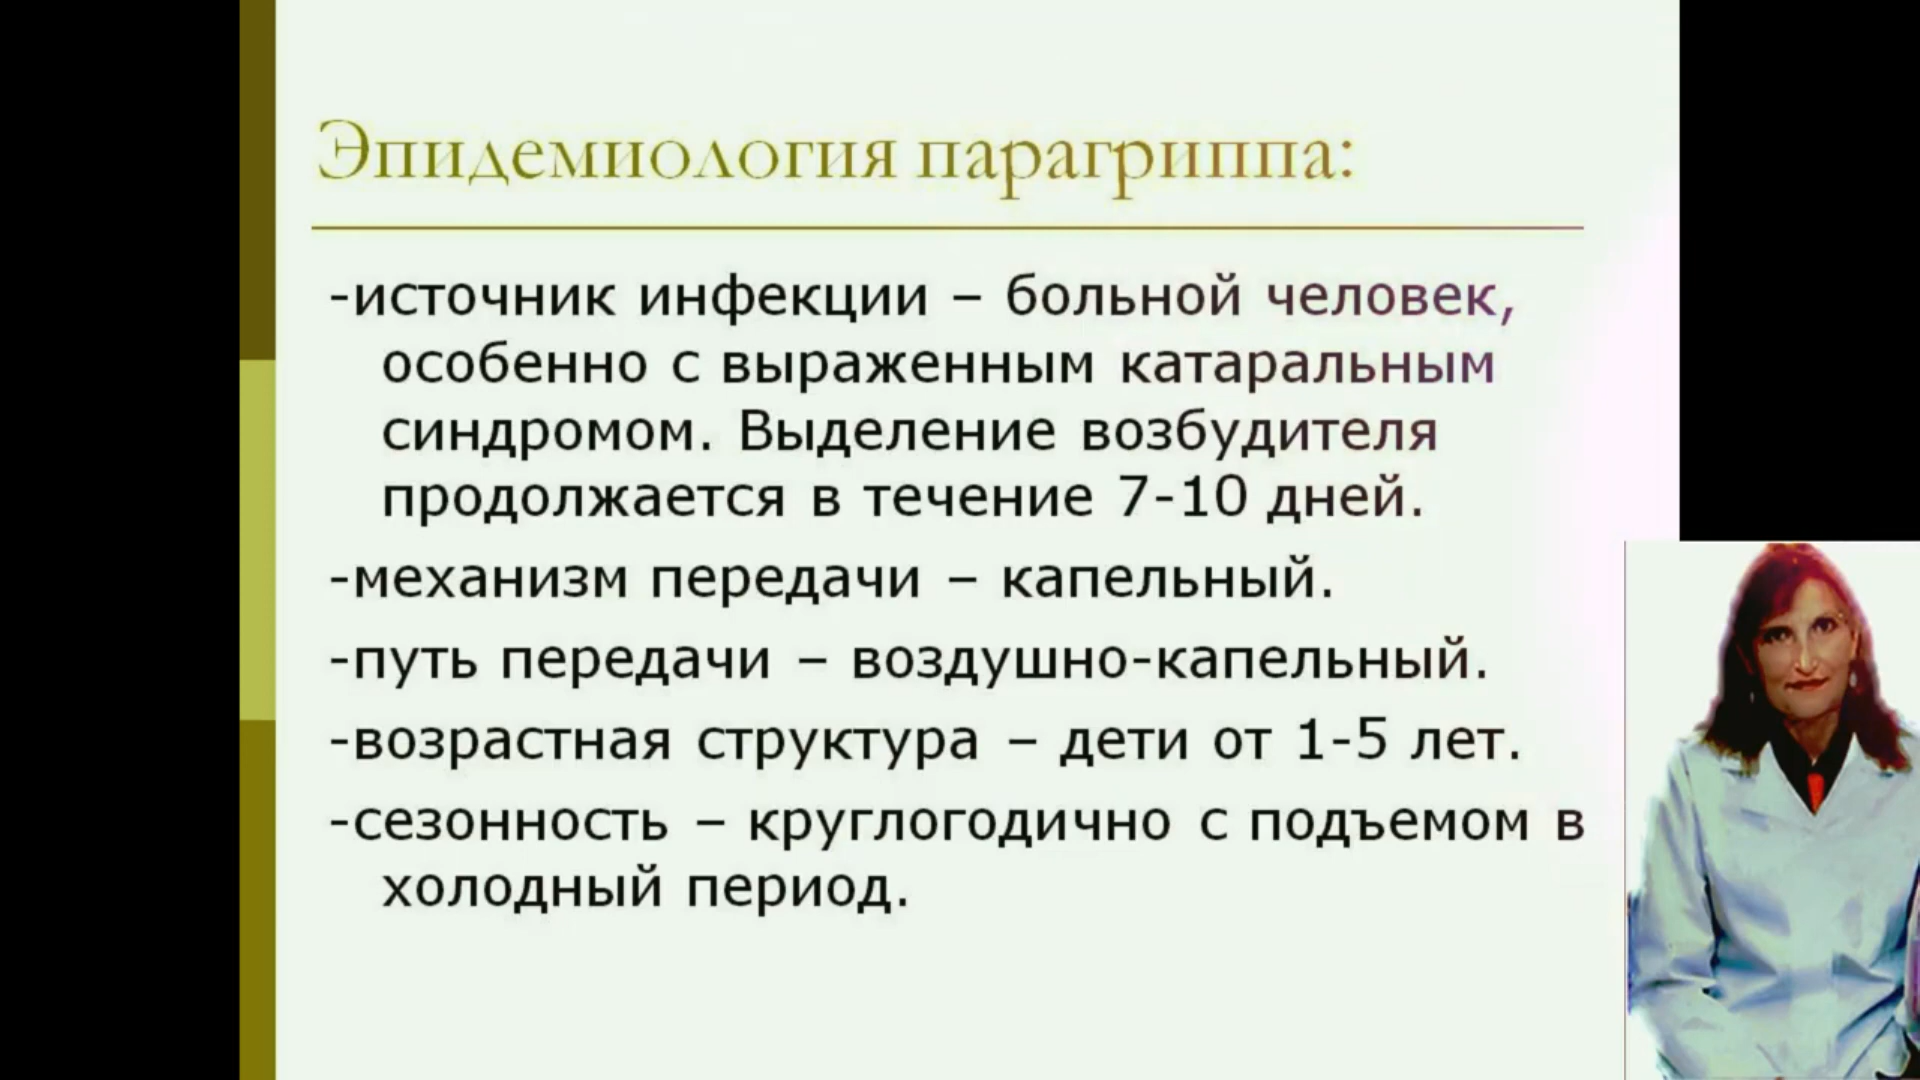 Эпидемиология парагриппа:
-источник инфекции – больной человек,
особенно с выраженным катаральным
синдромом. Выделение возбудителя
продолжается в течение 7-10 дней.
-механизм передачи – капельный.
-путь передачи – воздушно-капельный.
-возрастная структура – дети от 1-5 лет.
-сезонность – круглогодично с подъемом в
холодный период.